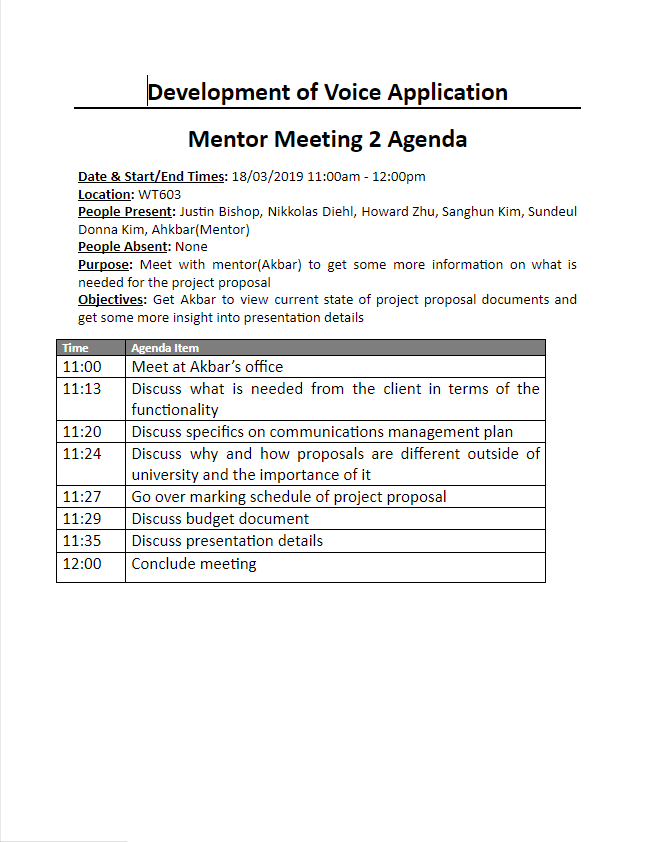 Development of Voice Application
Mentor Meeting 2 Agenda
Date & Start/End Times: 18/03/2019 11:00am - 12:00pm
Location: WT603
People Present: Justin Bishop, Nikkolas Diehl, Howard Zhu, Sanghun Kim, Sundeul
Donna Kim, Ahkbar(Mentor)
People Absent: None
Purpose: Meet with mentor(Akbar) to get some more information on what is
needed for the project proposal
Objectives: Get Akbar to view current state of project proposal documents and
get some more insight into presentation details
Time Agenda Item
11:00 Meet at Akbar’s office
11:13 Discuss what is needed from the client in terms of the
functionality
11:20 Discuss specifics on communications management plan
11:24 Discuss why and how proposals are different outside of
university and the importance of it
11:27 Go over marking schedule of project proposal
11:29 Discuss budget document
11:35 Discuss presentation details
12:00 Conclude meeting